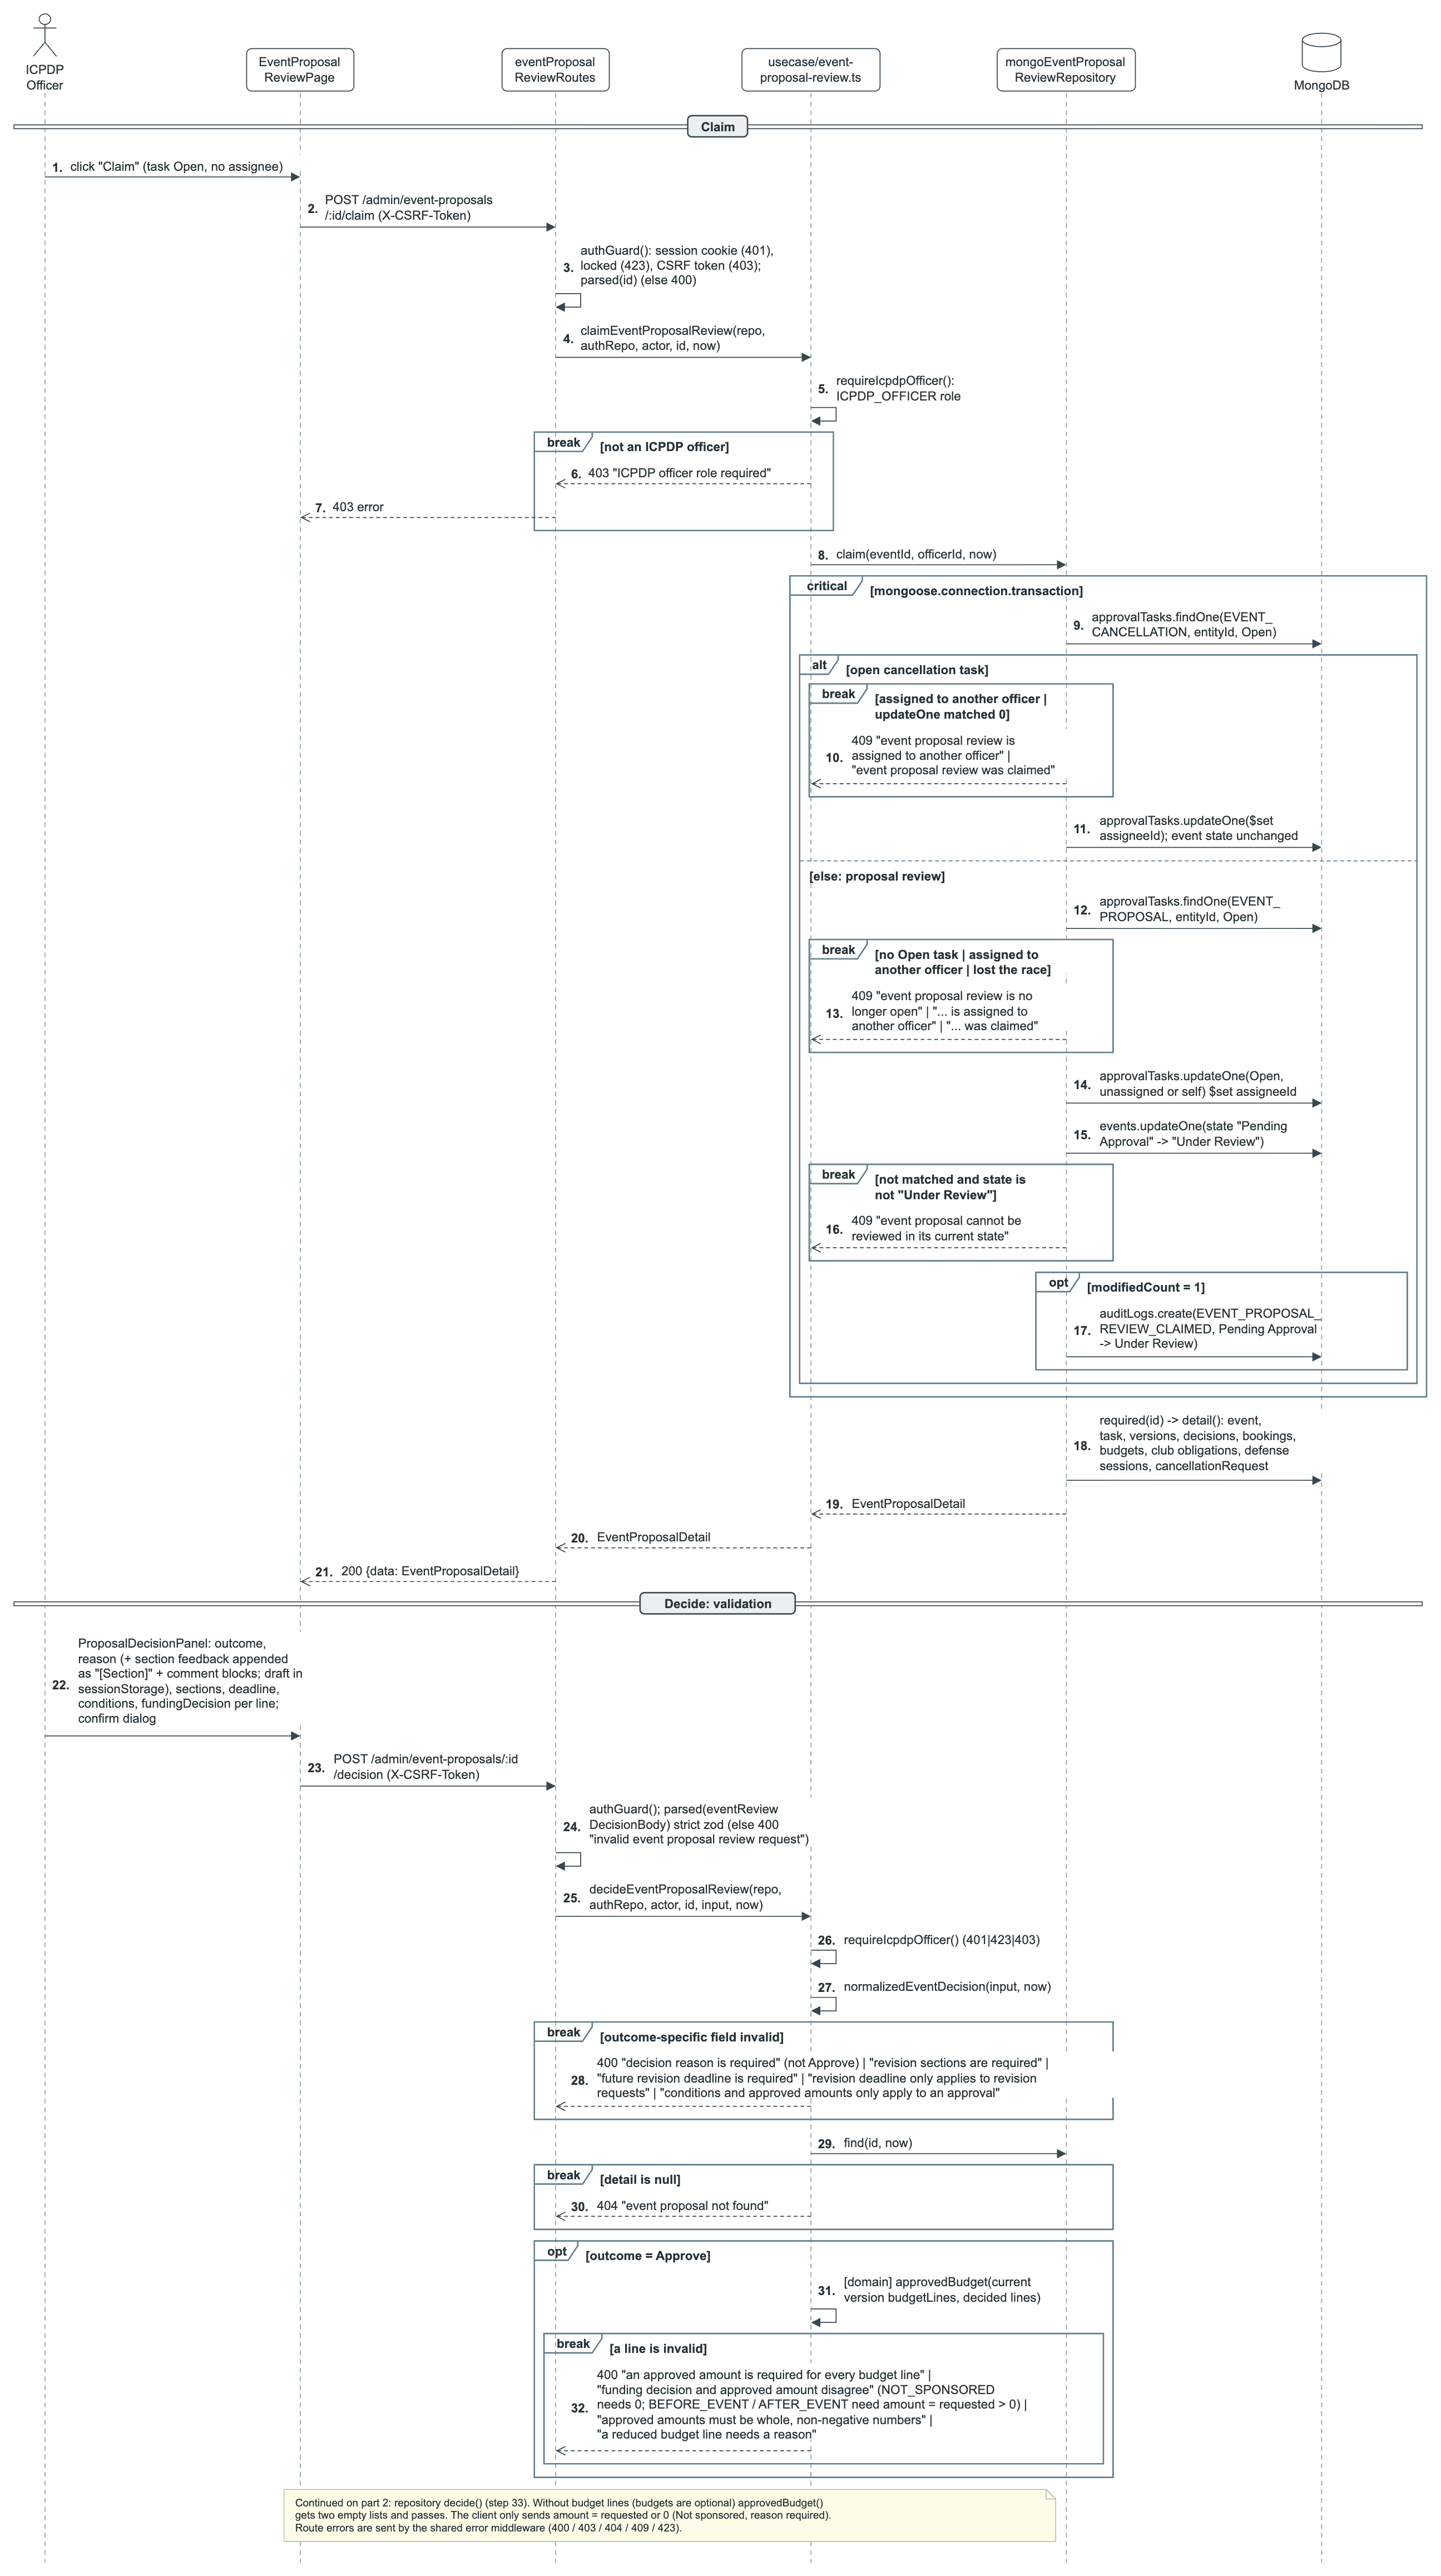 ICPDP
Officer
EventProposal
ReviewPage
eventProposal
ReviewRoutes
usecase/event-
proposal-review.ts
mongoEventProposal
ReviewRepository
MongoDB
Claim
1. click "Claim" (task Open, no assignee)
2. POST /admin/event-proposals
/:id/claim (X-CSRF-Token)
authGuard(): session cookie (401),
3. locked (423), CSRF token (403);
parsed(id) (else 400)
4. claimEventProposalReview(repo,
authRepo, actor, id, now)
5. requireIcpdpOfficer():
ICPDP_OFFICER role
break [not an ICPDP officer]
6. 403 "ICPDP officer role required"
7. 403 error
8. claim(eventId, officerId, now)
critical [mongoose.connection.transaction]
9. approvalTasks.findOne(EVENT_
CANCELLATION, entityId, Open)
alt [open cancellation task]
break [assigned to another officer |
updateOne matched 0]
409 "event proposal review is
10. assigned to another officer" |
"event proposal review was claimed"
11. approvalTasks.updateOne($set
assigneeId); event state unchanged
[else: proposal review]
12. approvalTasks.findOne(EVENT_
PROPOSAL, entityId, Open)
break [no Open task | assigned to
another officer | lost the race]
409 "event proposal review is no
13. longer open" | "... is assigned to
another officer" | "... was claimed"
14. approvalTasks.updateOne(Open,
unassigned or self) $set assigneeId
15. events.updateOne(state "Pending
Approval" -> "Under Review")
break [not matched and state is
not "Under Review"]
16. 409 "event proposal cannot be
reviewed in its current state"
opt [modifiedCount = 1]
auditLogs.create(EVENT_PROPOSAL_
17. REVIEW_CLAIMED, Pending Approval
-> Under Review)
required(id) -> detail(): event,
18. task, versions, decisions, bookings,
budgets, club obligations, defense
sessions, cancellationRequest
19. EventProposalDetail
20. EventProposalDetail
21. 200 {data: EventProposalDetail}
Decide: validation
ProposalDecisionPanel: outcome,
reason (+ section feedback appended
as "[Section]" + comment blocks; draft in
22. sessionStorage), sections, deadline,
conditions, fundingDecision per line;
confirm dialog
23. POST /admin/event-proposals/:id
/decision (X-CSRF-Token)
authGuard(); parsed(eventReview
24. DecisionBody) strict zod (else 400
"invalid event proposal review request")
25. decideEventProposalReview(repo,
authRepo, actor, id, input, now)
26. requireIcpdpOfficer() (401|423|403)
27. normalizedEventDecision(input, now)
break [outcome-specific field invalid]
400 "decision reason is required" (not Approve) | "revision sections are required" |
28. "future revision deadline is required" | "revision deadline only applies to revision
requests" | "conditions and approved amounts only apply to an approval"
29. find(id, now)
break [detail is null]
30. 404 "event proposal not found"
opt [outcome = Approve]
31. [domain] approvedBudget(current
version budgetLines, decided lines)
break [a line is invalid]
400 "an approved amount is required for every budget line" |
"funding decision and approved amount disagree" (NOT_SPONSORED
32. needs 0; BEFORE_EVENT / AFTER_EVENT need amount = requested > 0) |
"approved amounts must be whole, non-negative numbers" |
"a reduced budget line needs a reason"
Continued on part 2: repository decide() (step 33). Without budget lines (budgets are optional) approvedBudget()
gets two empty lists and passes. The client only sends amount = requested or 0 (Not sponsored, reason required).
Route errors are sent by the shared error middleware (400 / 403 / 404 / 409 / 423).